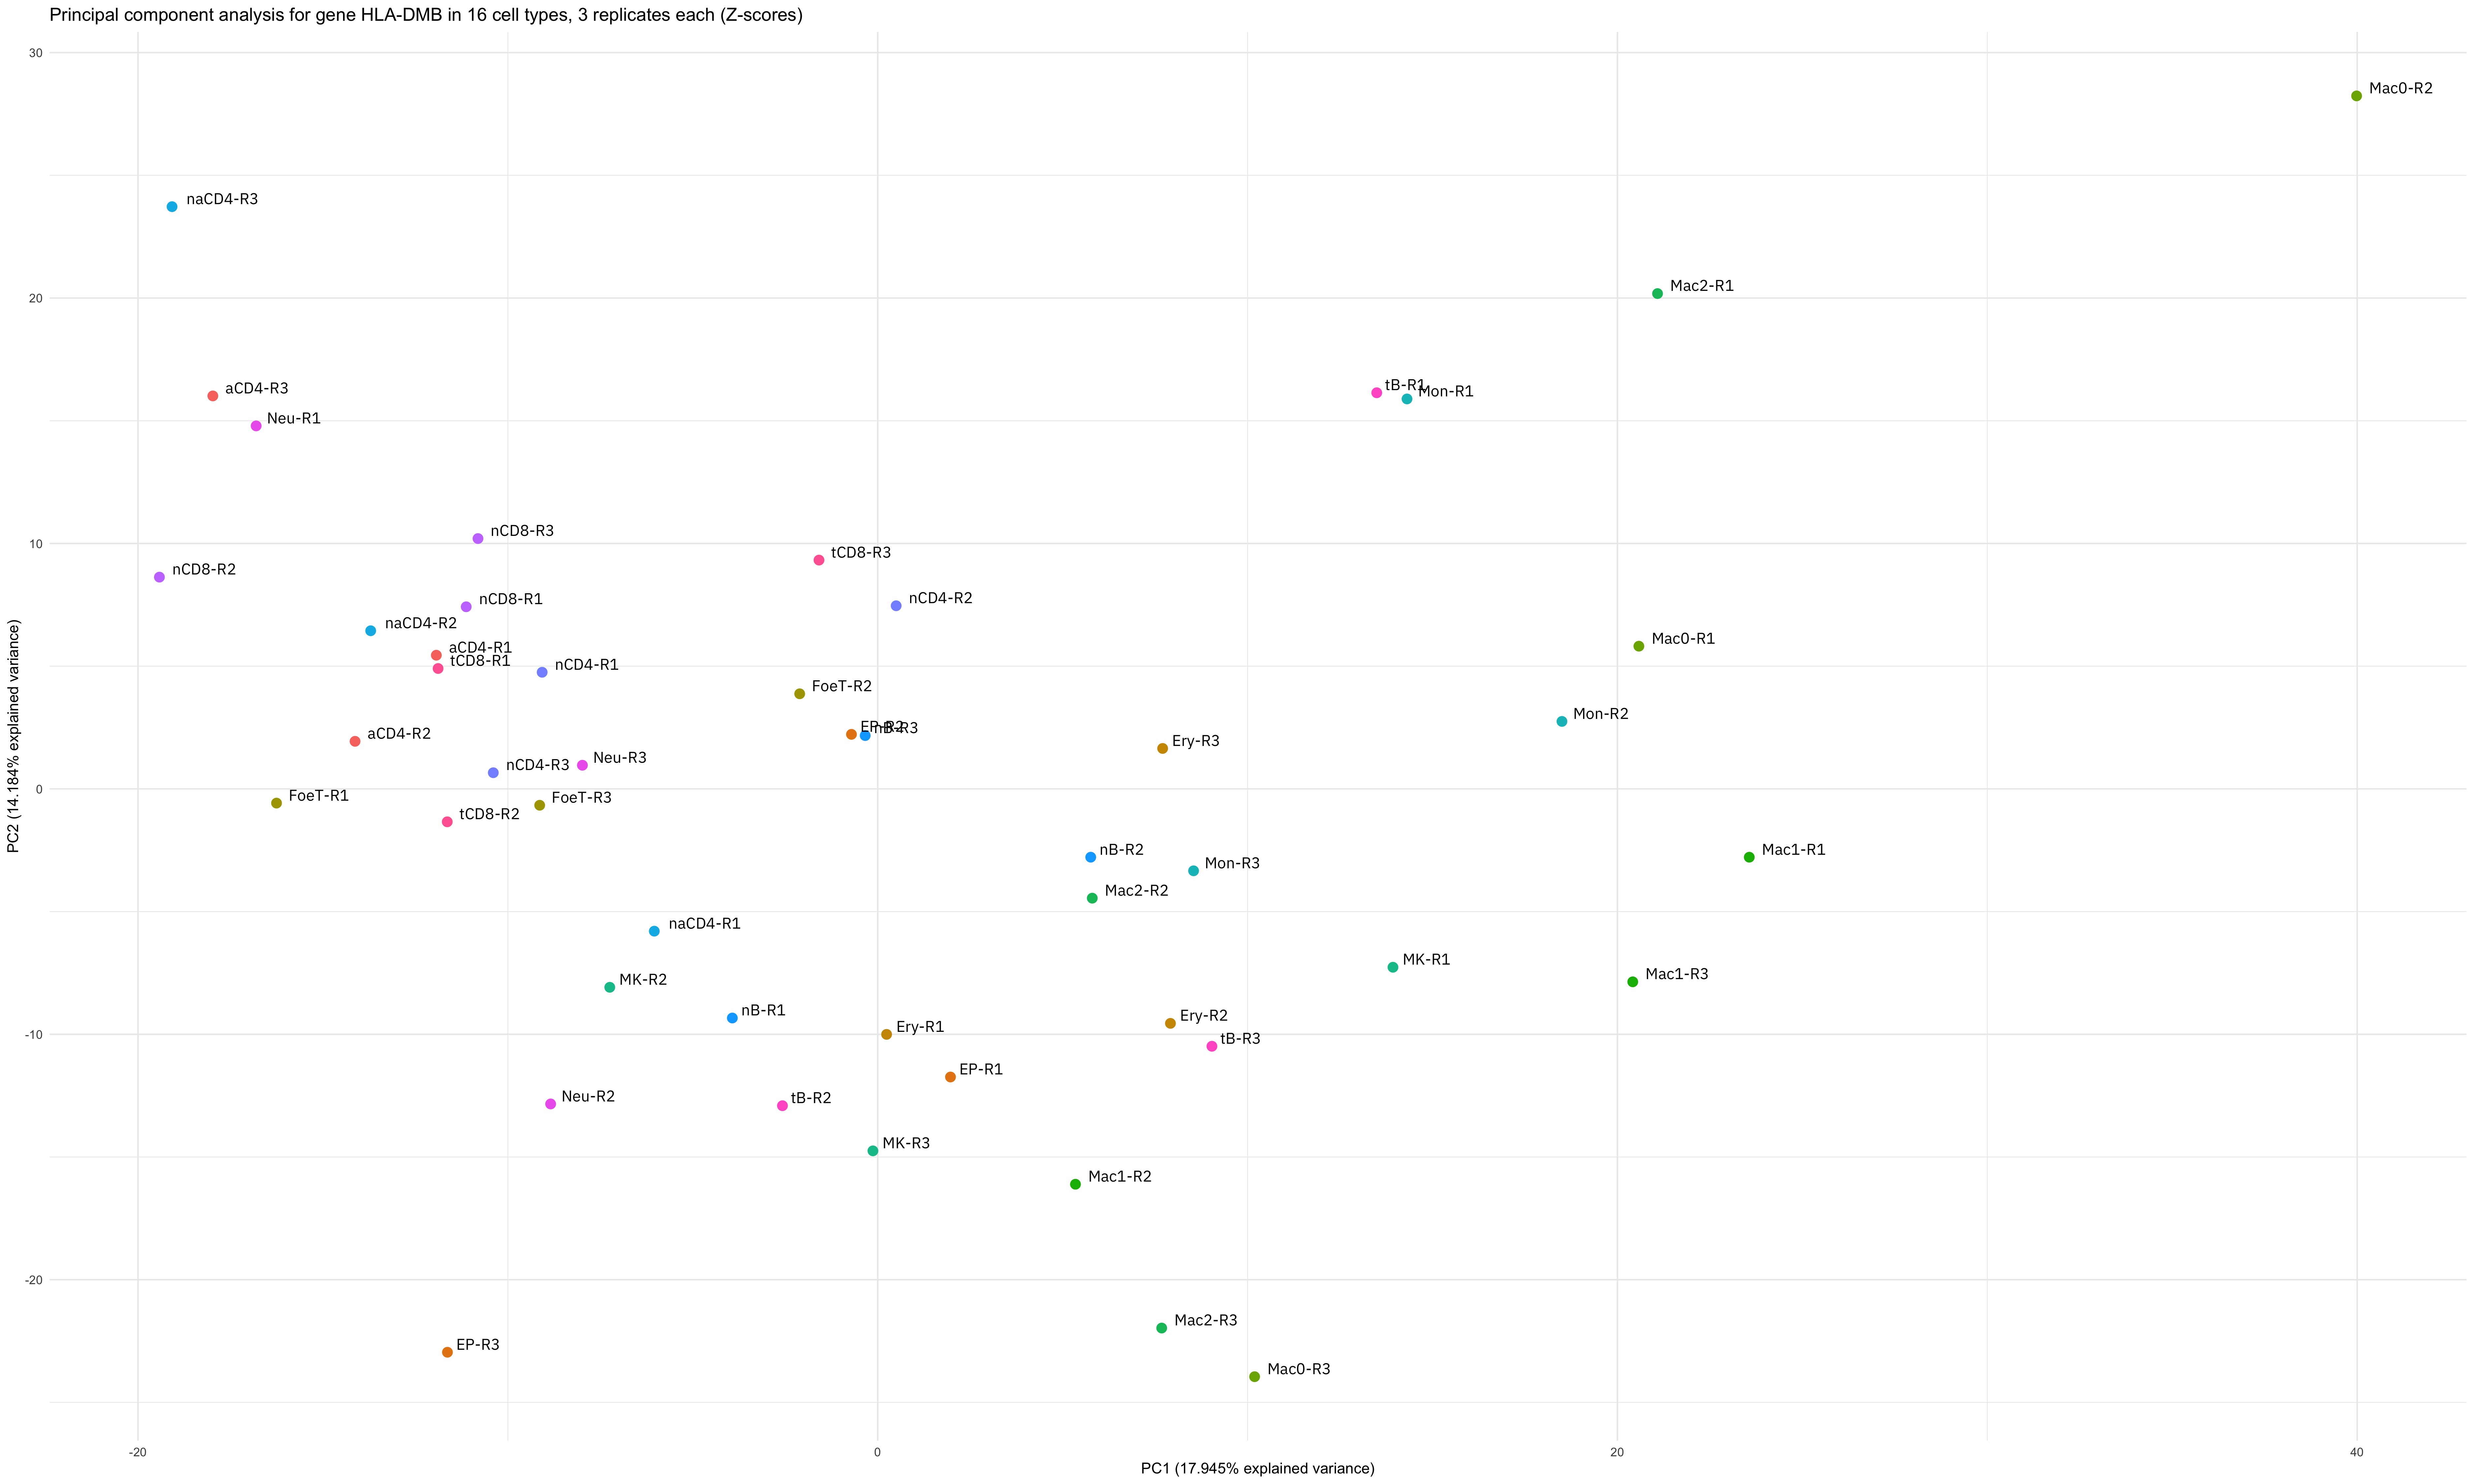 Principal component analysis for gene HLA-DMB in 16 cell types, 3 replicates each (Z-scores)
30
Mac0-R2
naCD4-R3
20
Mac2-R1
aCD4-R3
tB-R1
Mon-R1
Neu-R1
10
nCD8-R3
tCD8-R3
nCD8-R2
nCD8-R1
nCD4-R2
naCD4-R2
Mac0-R1
aCD4-R1
tCD8-R1
nCD4-R1
FoeT-R2
Mon-R2
EP-R2
nB-R3
aCD4-R2
Ery-R3
nCD4-R3
Neu-R3
0
FoeT-R1
FoeT-R3
tCD8-R2
nB-R2
Mac1-R1
Mon-R3
Mac2-R2
naCD4-R1
MK-R1
MK-R2
Mac1-R3
nB-R1
Ery-R2
-10
Ery-R1
tB-R3
EP-R1
Neu-R2
tB-R2
MK-R3
Mac1-R2
-20
Mac2-R3
EP-R3
Mac0-R3
-20
0
20
40
PC1 (17.945% explained variance)
PC2 (14.184% explained variance)